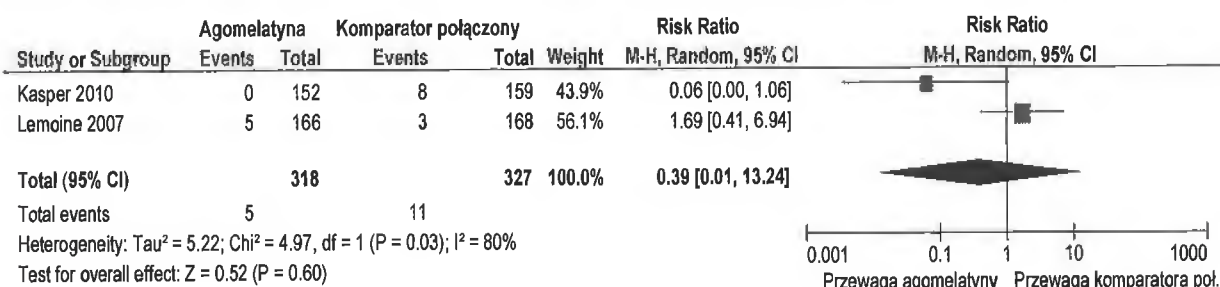 Agomelatyna Komparator połączony Risk Ratio Risk Ratio
Study or Subgroup Events Total Events Total Weight M-H, Random, 95% CI M-H, Random, 95% CI
Kasper 2010 0 152 8 159 43.9% 0.06 [0.00, 1.06]
Lemoine 2007 5 166 3 168 56.1% 1.69 [0.41, 6.94]
Total (95% CI) 318 327 100.0% 0.39 [0.01, 13.24]
Total events 5 11
Heterogeneity: Tau² = 5.22; Chi² = 4.97, df = 1 (P = 0.03); I² = 80%
Test for overall effect: Z = 0.52 (P = 0.60)
0.001 0.1 1 10 1000
Przewaga agomelatyny Przewaga komparatora poł.